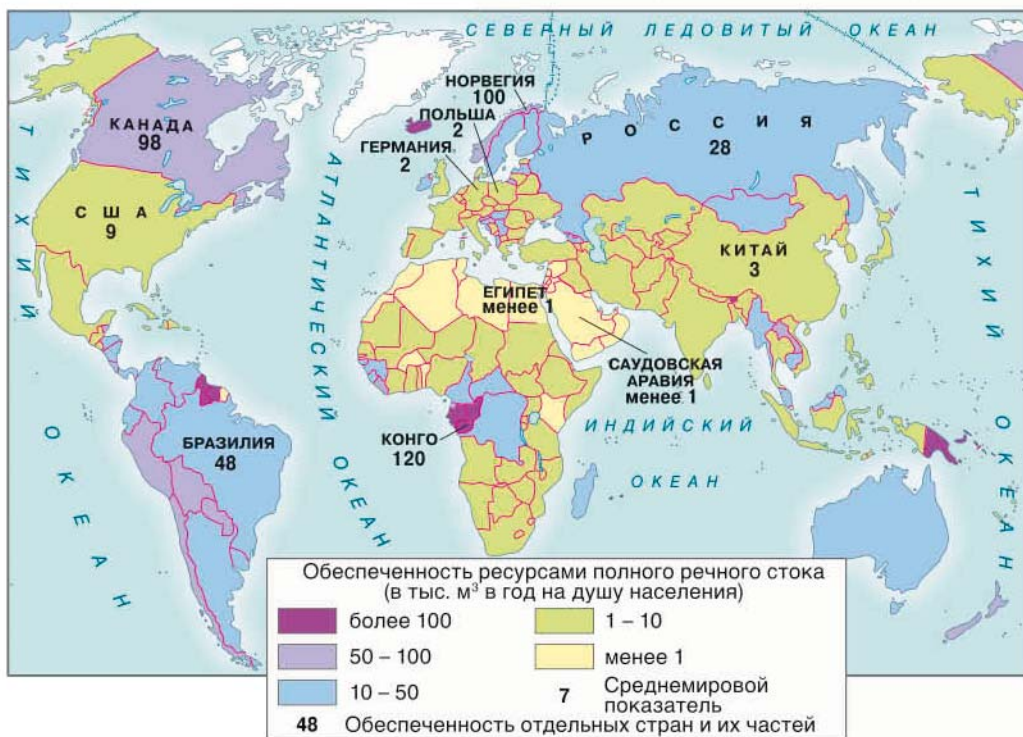 СЕВЕРНЫЙ ЛЕДОВИТЫЙ ОКЕАН
НОРВЕГИЯ
100
ПОЛЬША
2
ГЕРМАНИЯ
2
КАНАДА
98
РОССИЯ
28
США
9
КИТАЙ
3
ЕГИПЕТ
менее 1
САУДОВСКАЯ
АРАВИЯ
менее 1
БРАЗИЛИЯ
48
КОНГО
120
ТИХИЙ ОКЕАН
АТЛАНТИЧЕСКИЙ ОКЕАН
ИНДИЙСКИЙ
ОКЕАН
ТИХИЙ ОКЕАН
Обеспеченность ресурсами полного речного стока
(в тыс. м³ в год на душу населения)
более 100
50 – 100
10 – 50
1 – 10
менее 1
7 Среднемировой
показатель
48 Обеспеченность отдельных стран и их частей